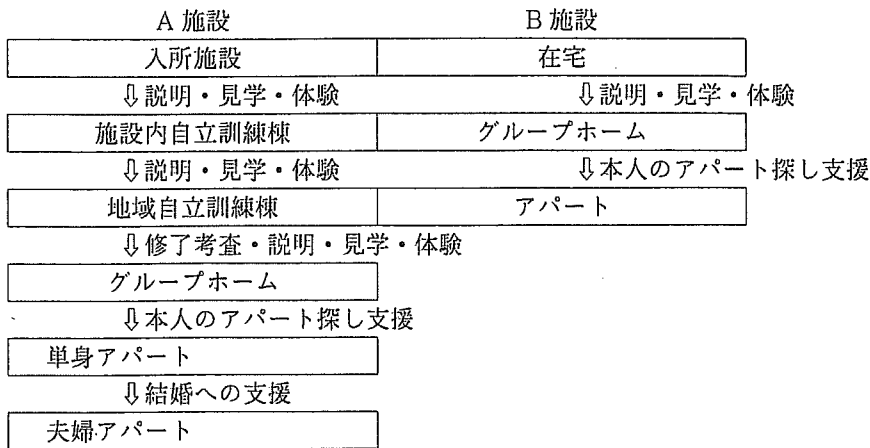 A 施設 B 施設
入所施設 在宅
⇩説明・見学・体験 ⇩説明・見学・体験
施設内自立訓練棟 グループホーム
⇩説明・見学・体験 ⇩本人のアパート探し支援
地域自立訓練棟 アパート
⇩修了考査・説明・見学・体験
グループホーム
⇩本人のアパート探し支援
単身アパート
⇩結婚への支援
夫婦アパート